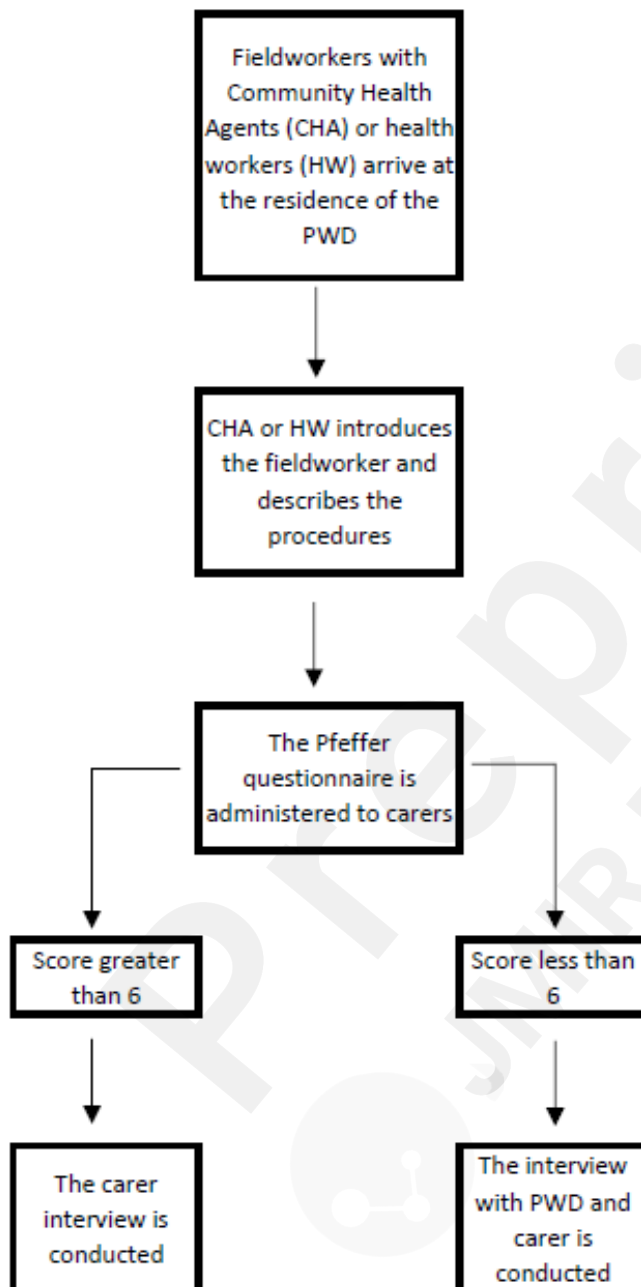 Fieldworkers with
Community Health
Agents (CHA) or health
workers (HW) arrive at
the residence of the
PWD
CHA or HW introduces
the fieldworker and
describes the
procedures
The Pfeffer
questionnaire is
administered to carers
Score greater
than 6
Score less than
6
The carer
interview is
conducted
The interview
with PWD and
carer is
conducted
Prepri
JMIR